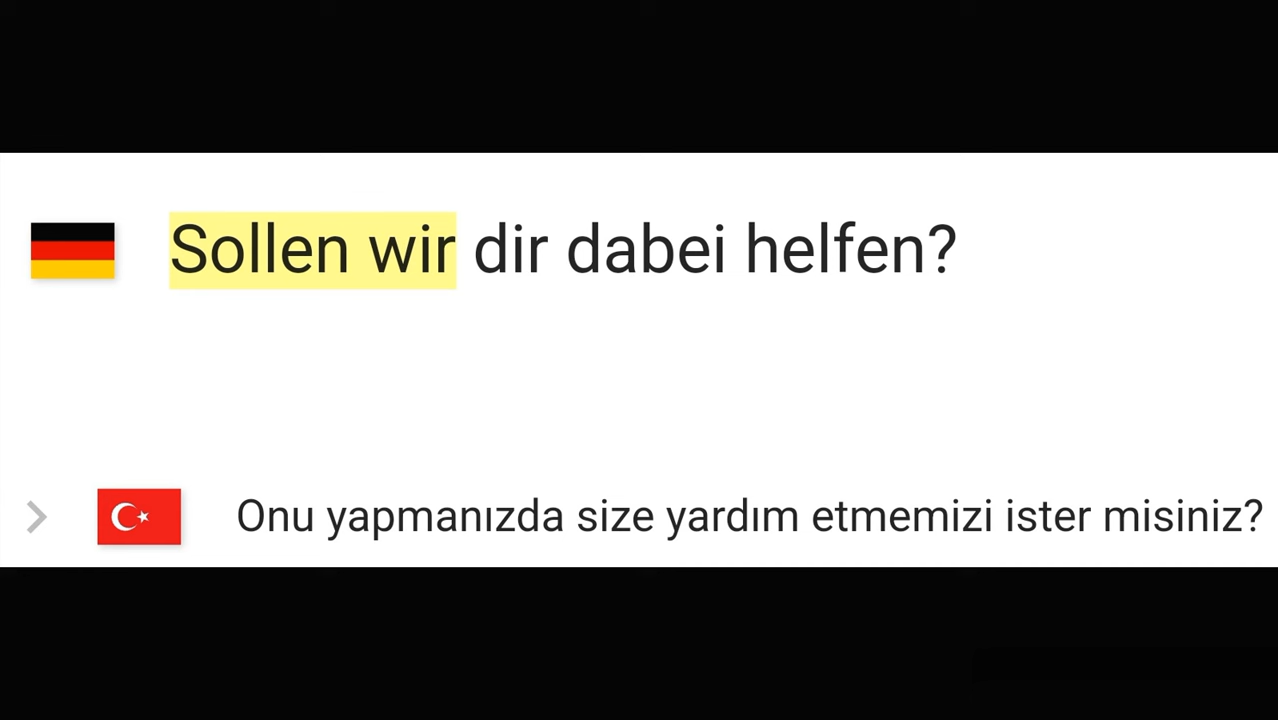 Sollen wir dir dabei helfen?
Onu yapmanızda size yardım etmemizi ister misiniz?